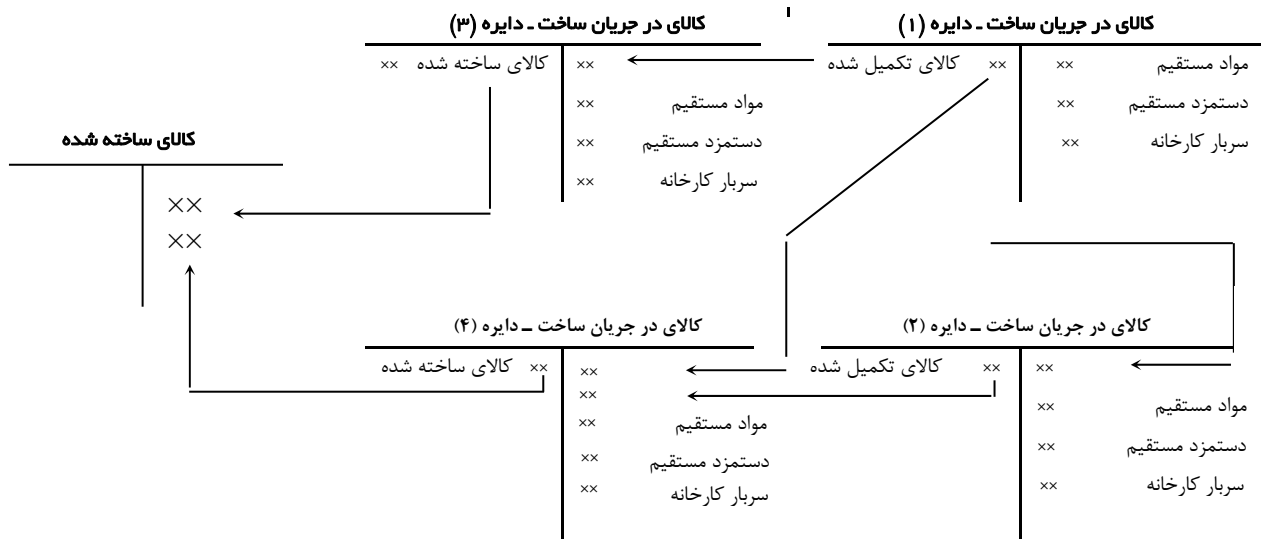 کالای در جریان ساخت ـ دایره (۱)
مواد مستقیم ××
دستمزد مستقیم ××
سربار کارخانه ××
×× کالای تکمیل شده
کالای در جریان ساخت ـ دایره (۳)
××
مواد مستقیم ××
دستمزد مستقیم ××
سربار کارخانه ××
کالای ساخته شده ××
کالای ساخته شده
××
××
کالای در جریان ساخت ــ دایره (۲)
××
مواد مستقیم ××
دستمزد مستقیم ××
سربار کارخانه ××
×× کالای تکمیل شده
کالای در جریان ساخت ــ دایره (۴)
××
××
مواد مستقیم ××
دستمزد مستقیم ××
سربار کارخانه ××
×× کالای ساخته شده